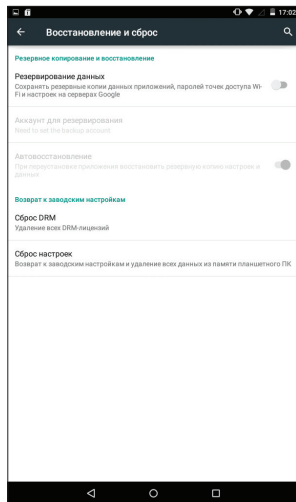 17:02
Восстановление и сброс
Резервное копирование и восстановление
Резервирование данных
Сохранять резервные копии данных приложений, паролей точек доступа Wi-
Fi и настроек на серверах Google
Аккаунт для резервирования
Need to set the backup account
Автовосстановление
При переустановке приложения восстановить резервную копию настроек и
данных
Возврат к заводским настройкам
Сброс DRM
Удаление всех DRM-лицензий
Сброс настроек
Возврат к заводским настройкам и удаление всех данных из памяти планшетного ПК